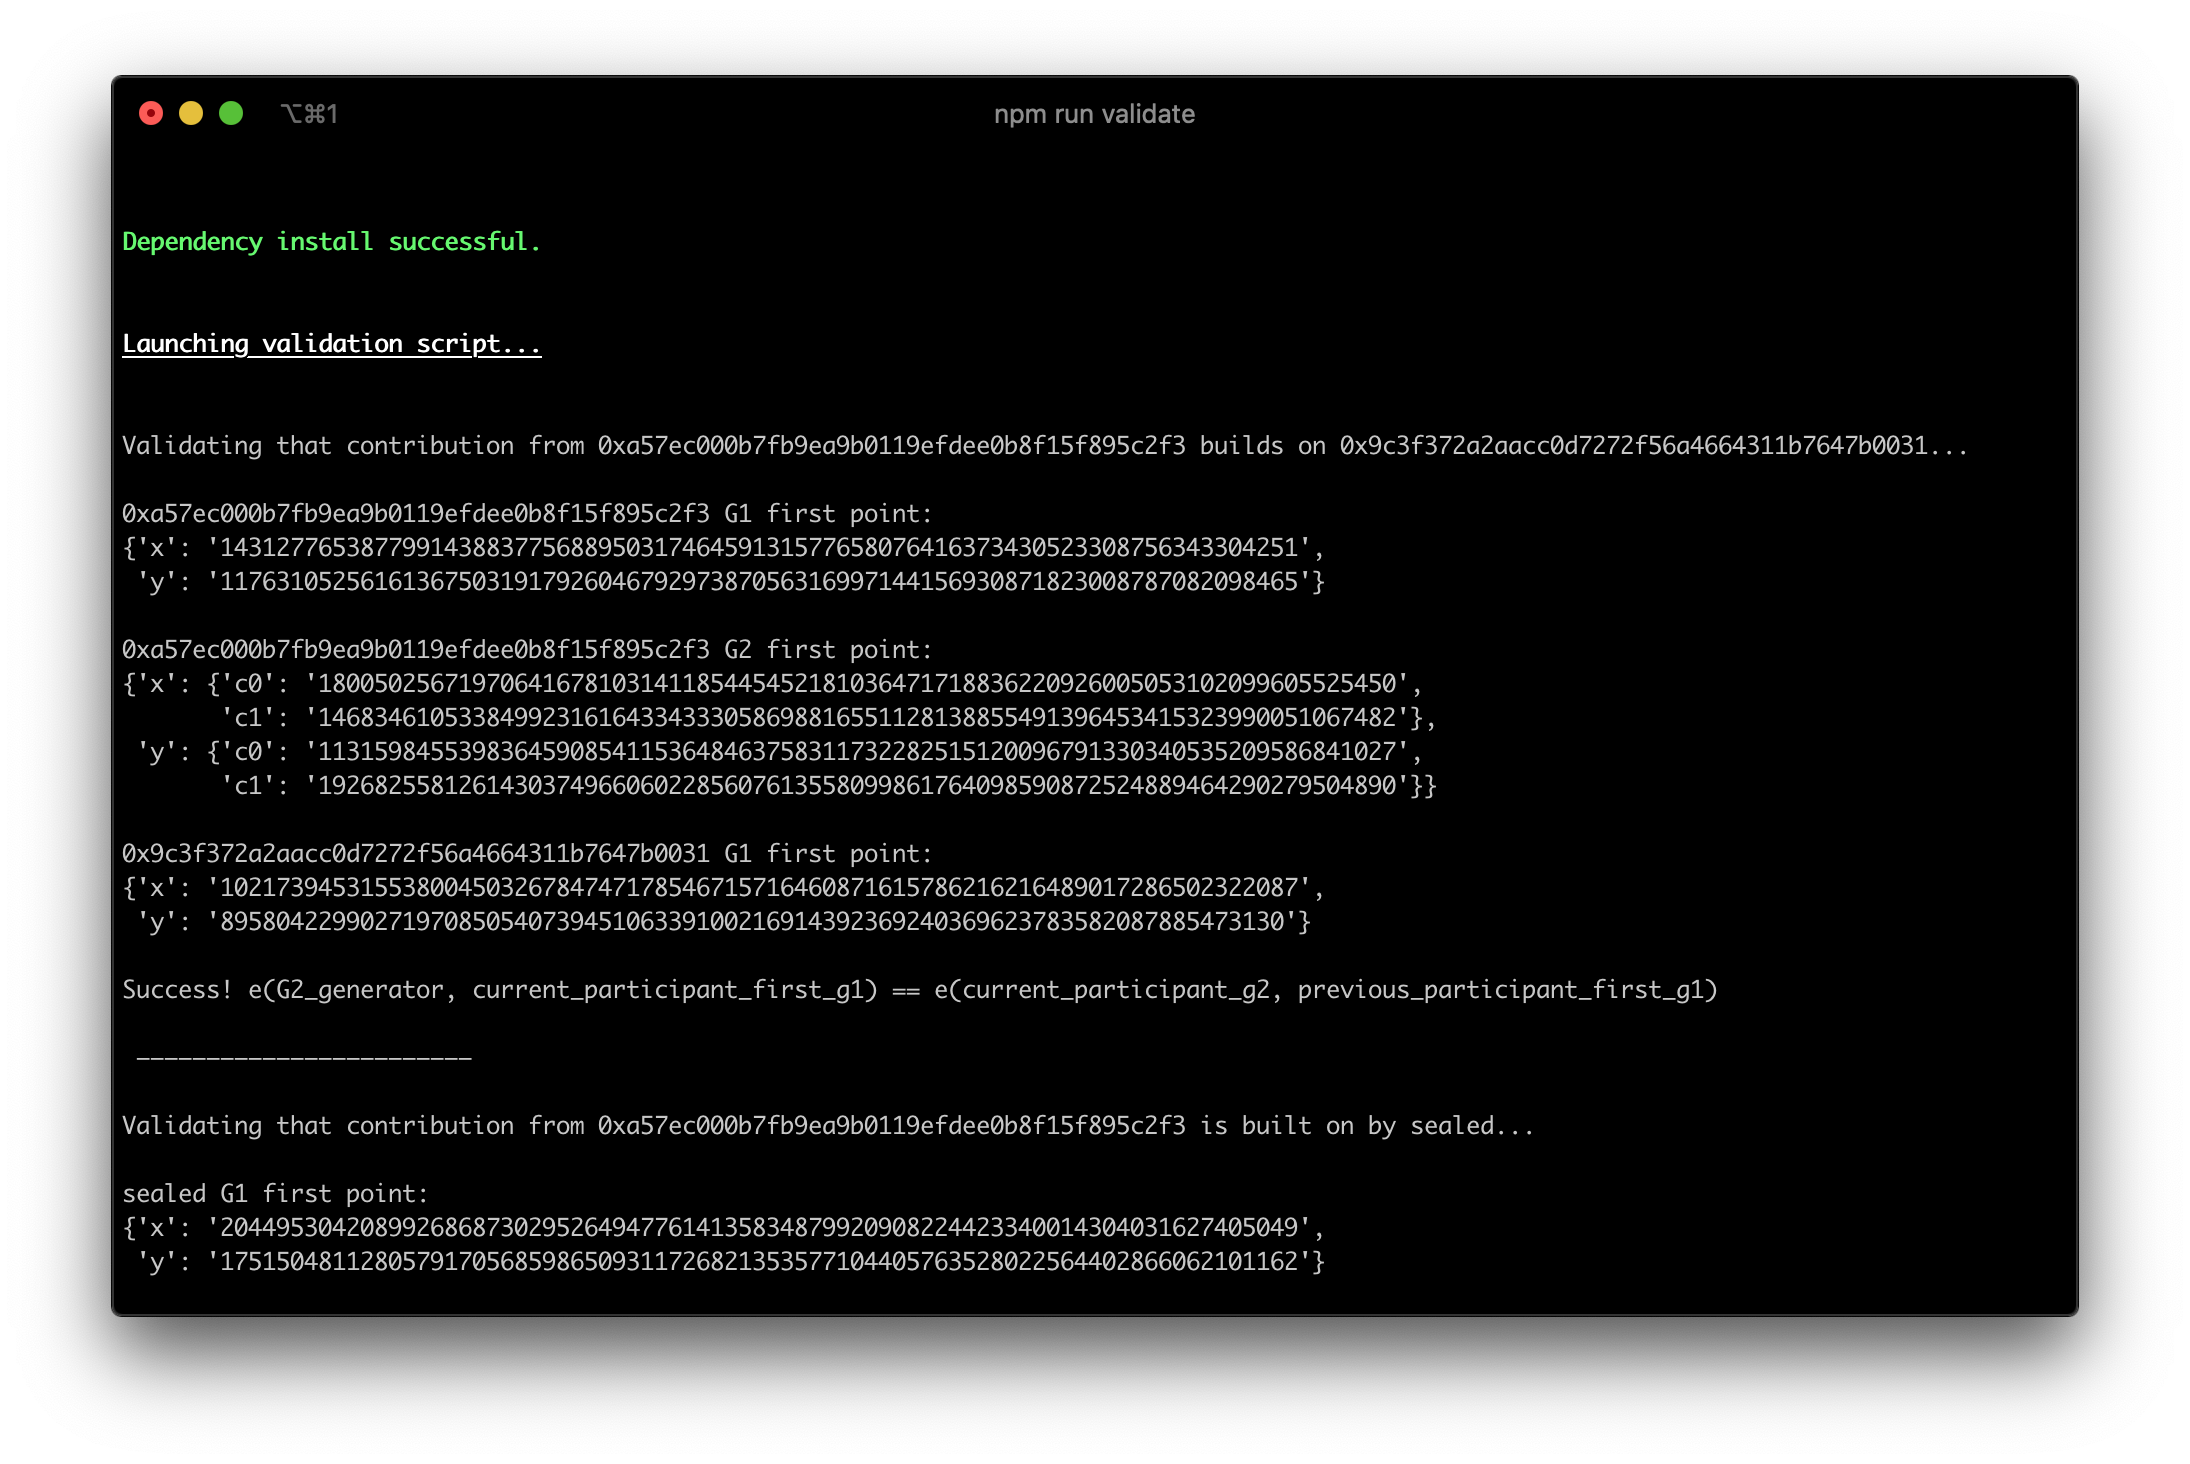 ⌥⌘1
npm run validate
Dependency install successful.
Launching validation script...
Validating that contribution from 0xa57ec000b7fb9ea9b0119efdee0b8f15f895c2f3 builds on 0x9c3f372a2aacc0d7272f56a4664311b7647b0031...
0xa57ec000b7fb9ea9b0119efdee0b8f15f895c2f3 G1 first point:
{'x': '14312776538779914388377568895031746459131577658076416373430523308756343304251',
'y': '11763105256161367503191792604679297387056316997144156930871823008787082098465'}
0xa57ec000b7fb9ea9b0119efdee0b8f15f895c2f3 G2 first point:
{'x': {'c0': '18005025671970641678103141185445452181036471718836220926005053102099605525450',
'c1': '14683461053384992316164334333058698816551128138855491396453415323990051067482'},
'y': {'c0': '11315984553983645908541153648463758311732282515120096791330340535209586841027',
'c1': '19268255812614303749660602285607613558099861764098590872524889464290279504890'}}
0x9c3f372a2aacc0d7272f56a4664311b7647b0031 G1 first point:
{'x': '10217394531553800450326784747178546715716460871615786216216489017286502322087',
'y': '8958042299027197085054073945106339100216914392369240369623783582087885473130'}
Success! e(G2_generator, current_participant_first_g1) == e(current_participant_g2, previous_participant_first_g1)
________________________
Validating that contribution from 0xa57ec000b7fb9ea9b0119efdee0b8f15f895c2f3 is built on by sealed...
sealed G1 first point:
{'x': '20449530420899268687302952649477614135834879920908224423340014304031627405049',
'y': '17515048112805791705685986509311726821353577104405763528022564402866062101162'}